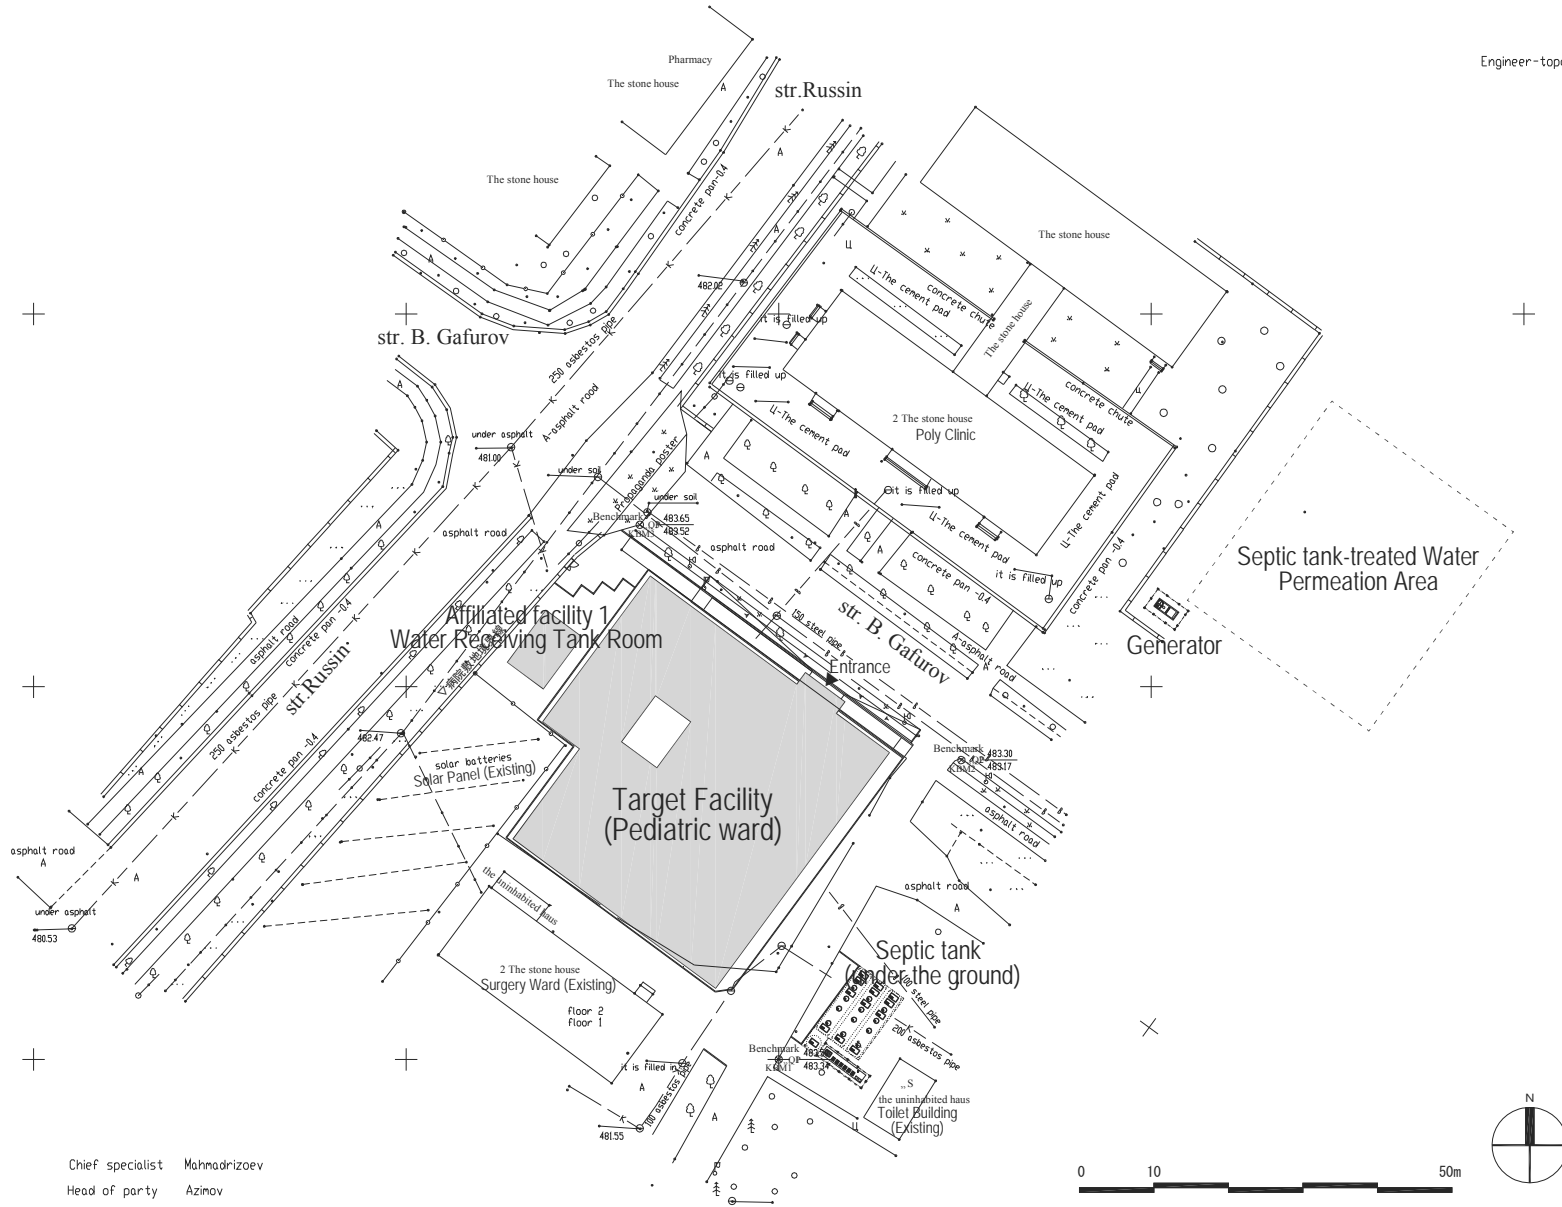 Engineer-topo
Pharmacy
The stone house
str.Russin
The stone house
The stone house
concrete pan-0.4
A
K
482.02
Ц
Ц-The cement pad
concrete chute
The stone house
it is filled up
it is filled up
str. B. Gafurov
250 asbestos pipe
A-asphalt road
Ц-The cement pad
concrete chute
Ц-The cement pad
2 The stone house
Poly Clinic
under asphalt
481.00
under soil
Propaganda poster
under soil
Benchmark
KBM3
483.65
483.52
asphalt road
asphalt road
it is filled up
Ц-The cement pad
Ц-The cement pad
concrete pan -0.4
it is filled up
concrete pan -0.4
Septic tank-treated Water
Permeation Area
Generator
Affiliated facility 1
Water Receiving Tank Room
150 steel pipe
str. B. Gafurov
A-asphalt road
Entrance
asphalt road
asphalt road
concrete pan -0.4
str.Russin
250 asbestos pipe
concrete pan -0.4
482.47
solar batteries
Solar Panel (Existing)
Benchmark
KBM2
483.30
483.17
Target Facility
(Pediatric ward)
asphalt road
asphalt road
A
asphalt road
A
under asphalt
480.53
the uninhabited haus
2 The stone house
Surgery Ward (Existing)
floor 2
floor 1
Septic tank
(under the ground)
100 steel pipe
200 asbestos pipe
Benchmark
KBM1
483.34
it is filled in
A
100 asbestos pipe
481.55
„S
the uninhabited haus
Toilet Building
(Existing)
Ц
Chief specialist Mahmadrizoev
Head of party Azimov
0 10 50m
N